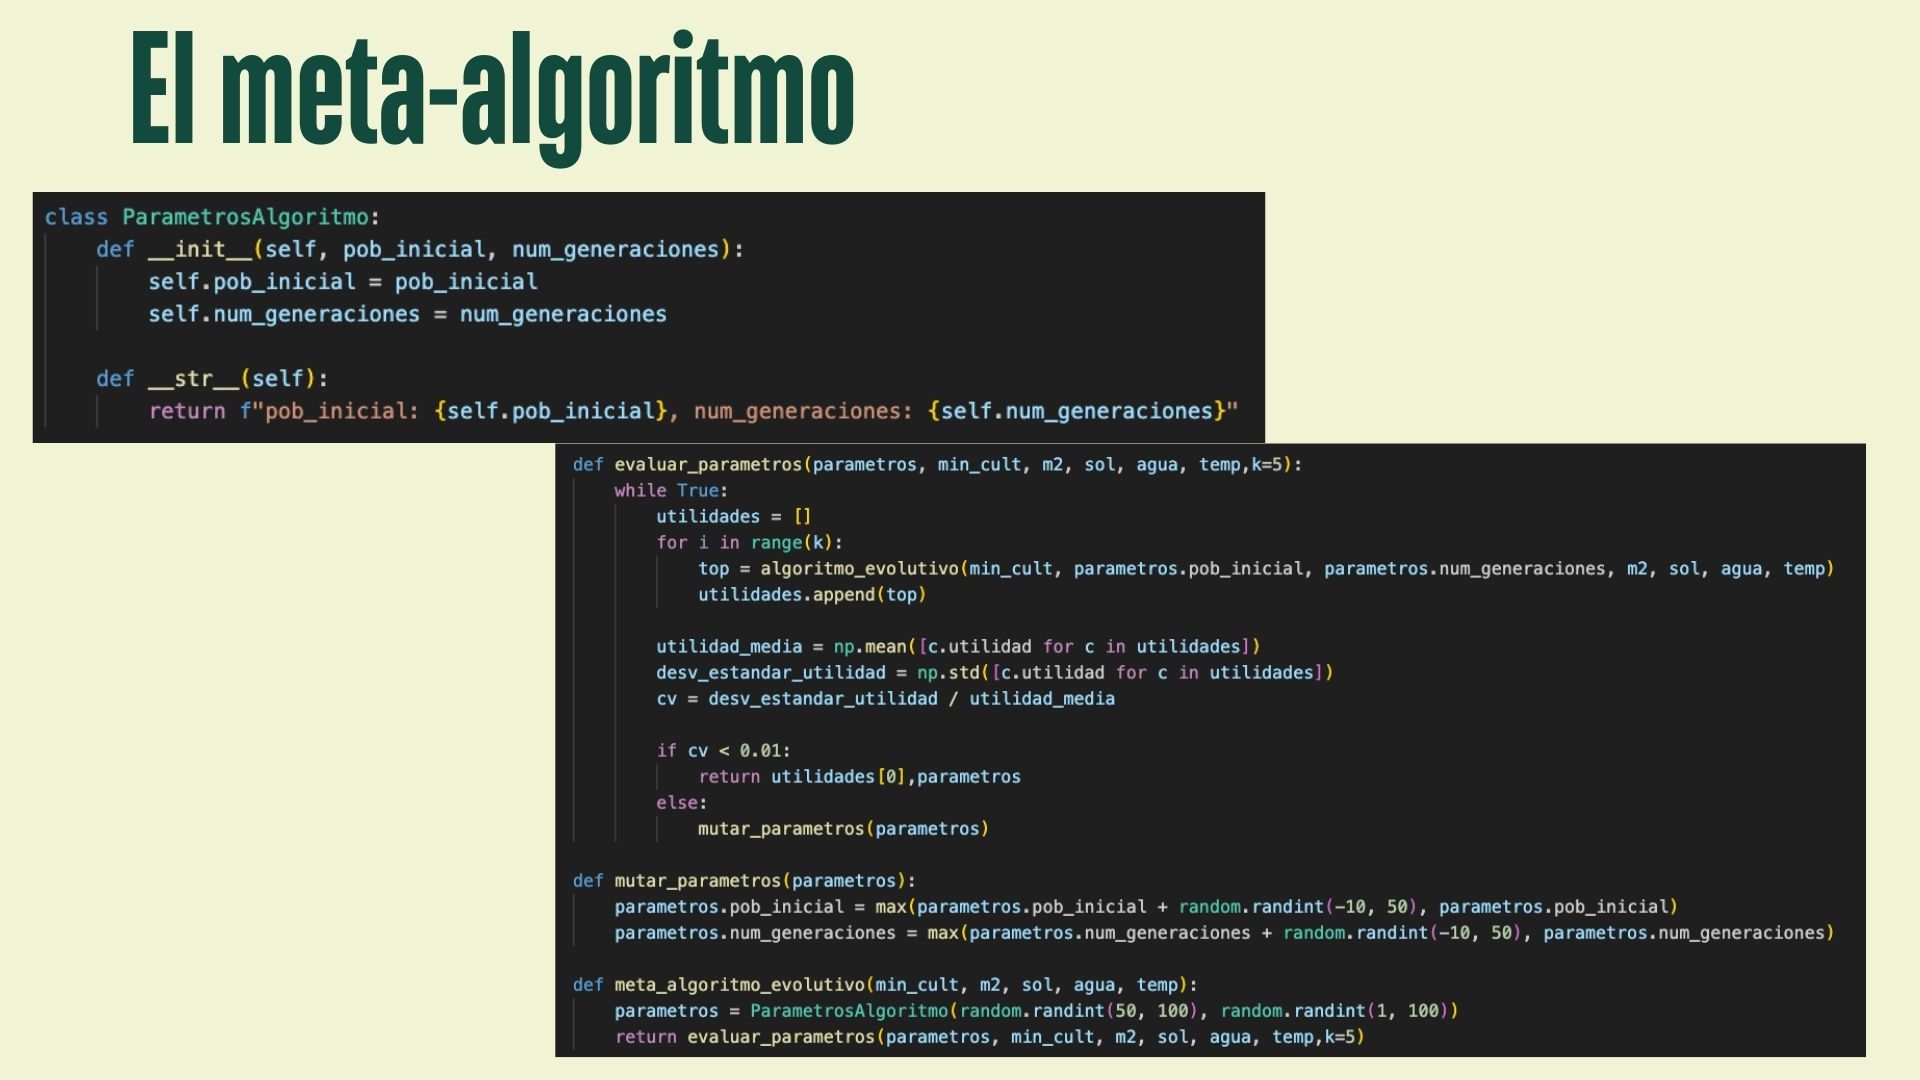 El meta-algoritmo
class ParametrosAlgoritmo:
    def __init__(self, pob_inicial, num_generaciones):
        self.pob_inicial = pob_inicial
        self.num_generaciones = num_generaciones
    def __str__(self):
        return f"pob_inicial: {self.pob_inicial}, num_generaciones: {self.num_generaciones}"
def evaluar_parametros(parametros, min_cult, m2, sol, agua, temp,k=5):
    while True:
        utilidades = []
        for i in range(k):
            top = algoritmo_evolutivo(min_cult, parametros.pob_inicial, parametros.num_generaciones, m2, sol, agua, temp)
            utilidades.append(top)
        utilidad_media = np.mean([c.utilidad for c in utilidades])
        desv_estandar_utilidad = np.std([c.utilidad for c in utilidades])
        cv = desv_estandar_utilidad / utilidad_media
        if cv < 0.01:
            return utilidades[0],parametros
        else:
            mutar_parametros(parametros)
def mutar_parametros(parametros):
    parametros.pob_inicial = max(parametros.pob_inicial + random.randint(-10, 50), parametros.pob_inicial)
    parametros.num_generaciones = max(parametros.num_generaciones + random.randint(-10, 50), parametros.num_generaciones)
def meta_algoritmo_evolutivo(min_cult, m2, sol, agua, temp):
    parametros = ParametrosAlgoritmo(random.randint(50, 100), random.randint(1, 100))
    return evaluar_parametros(parametros, min_cult, m2, sol, agua, temp,k=5)